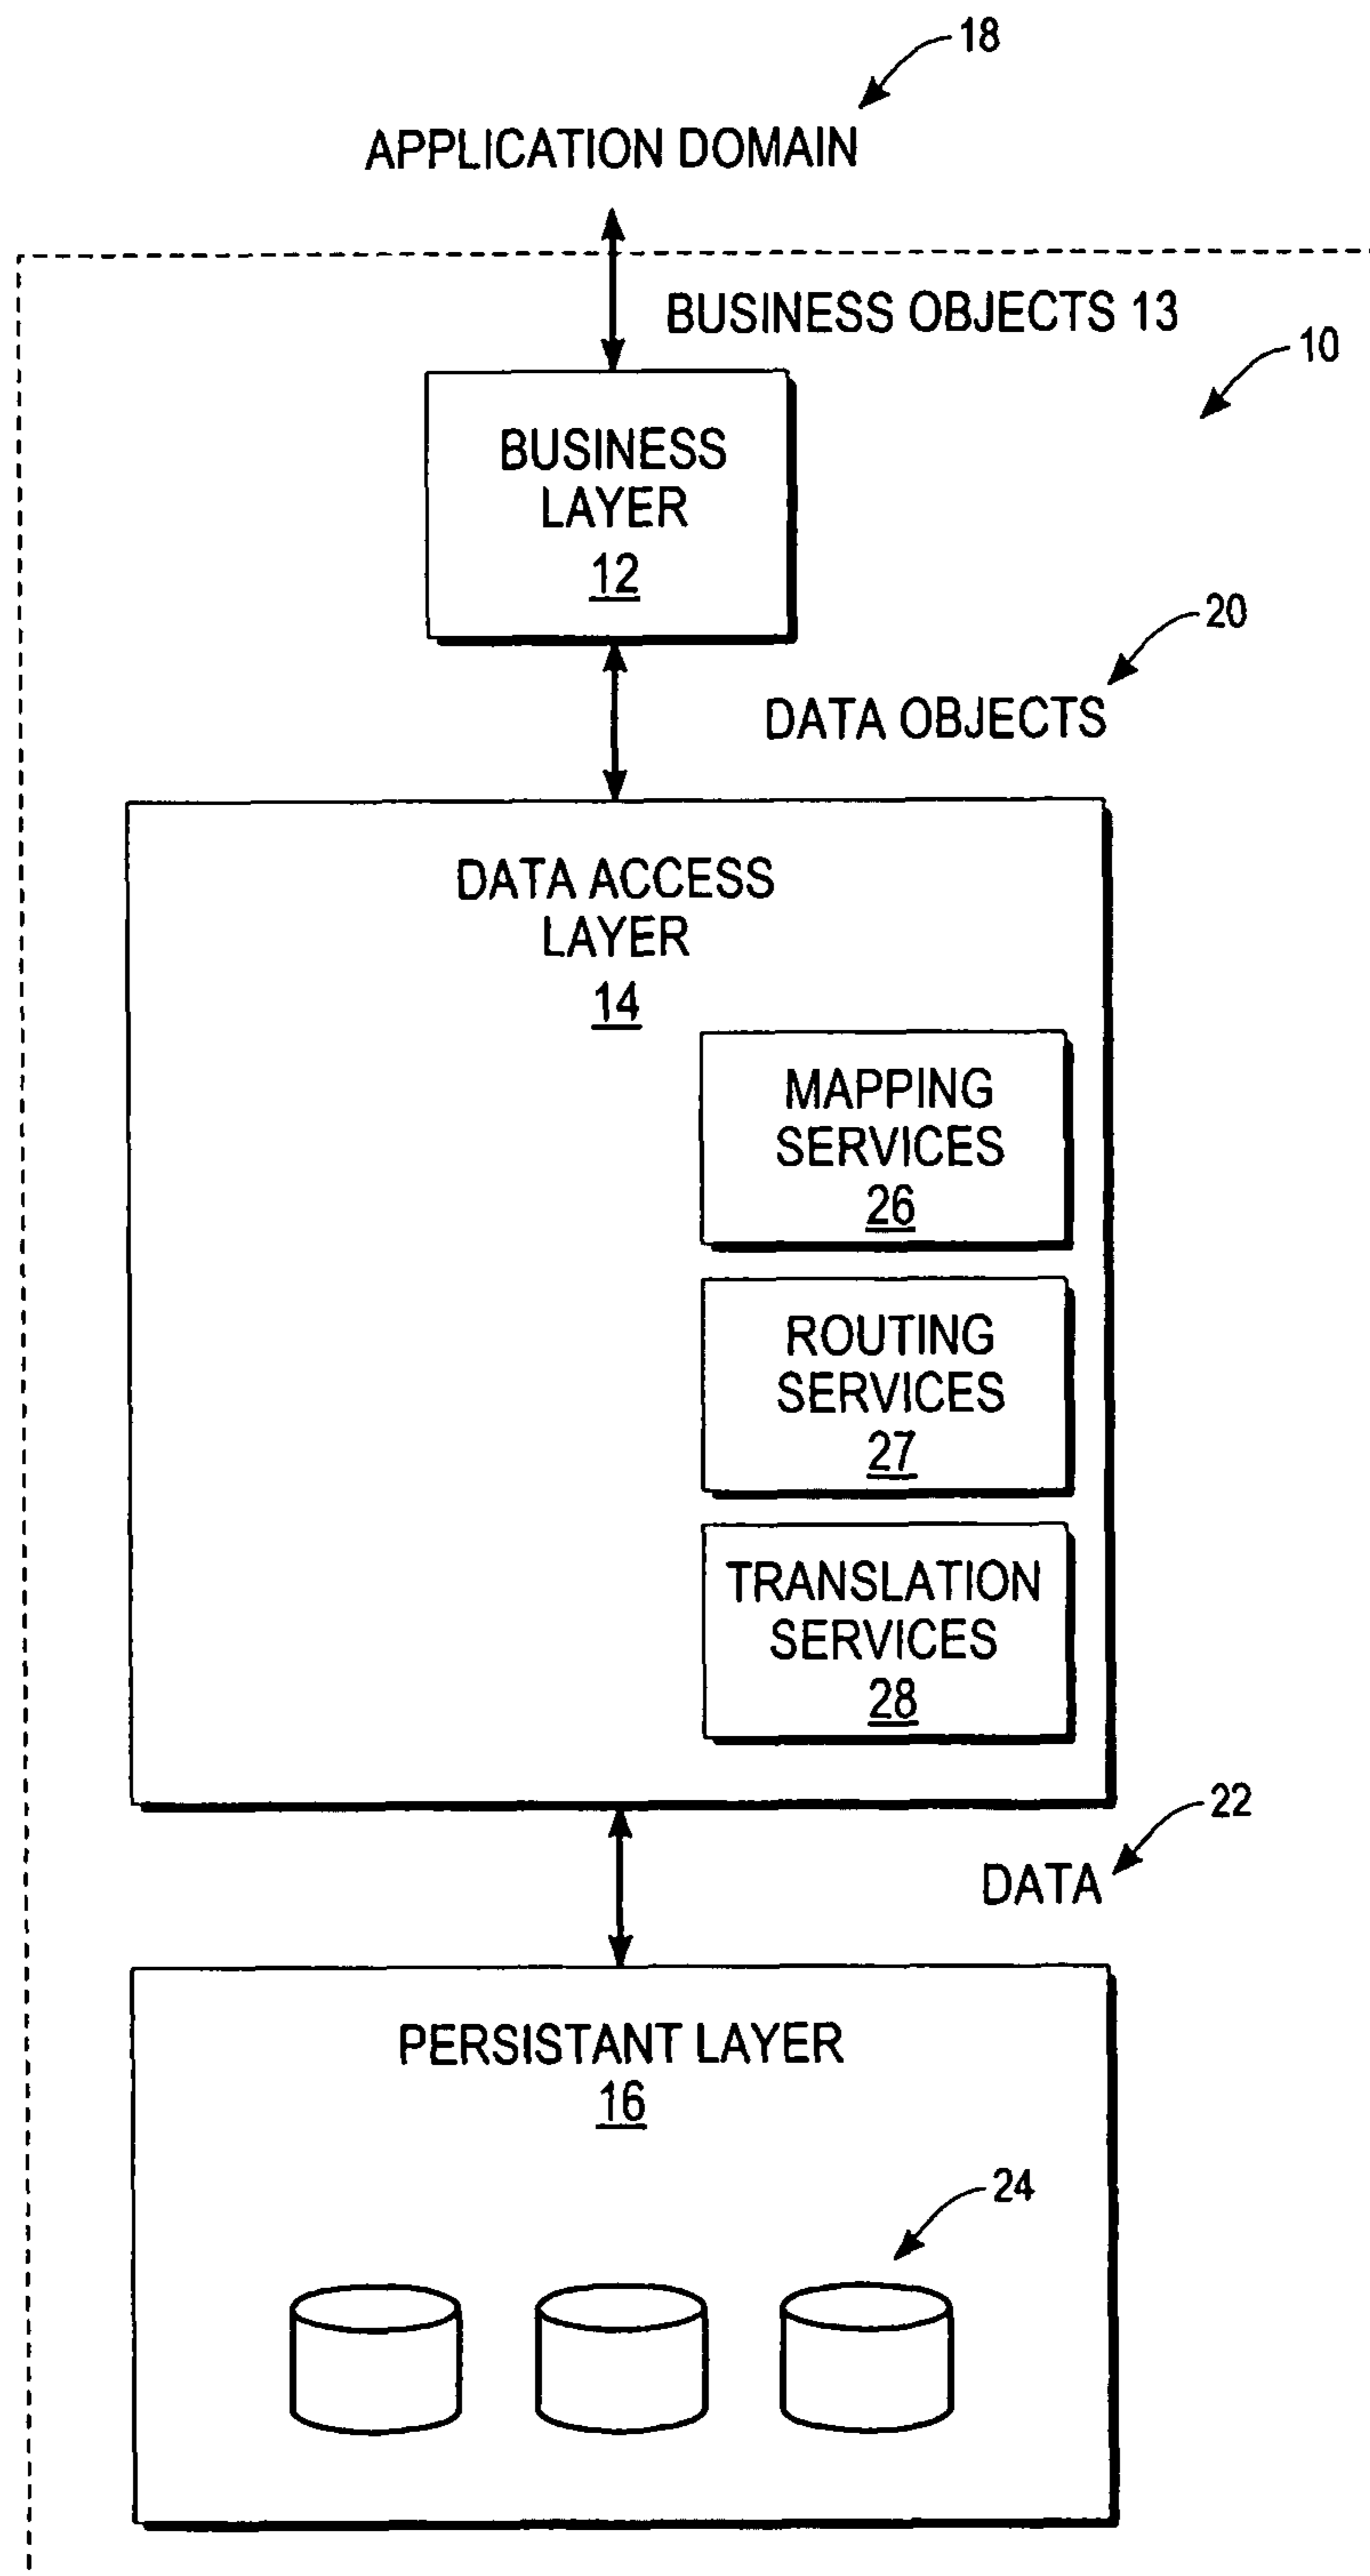 18
APPLICATION DOMAIN
BUSINESS OBJECTS 13
10
BUSINESS
LAYER
12
20
DATA OBJECTS
DATA ACCESS
LAYER
14
MAPPING
SERVICES
26
ROUTING
SERVICES
27
TRANSLATION
SERVICES
28
22
DATA
PERSISTANT LAYER
16
24